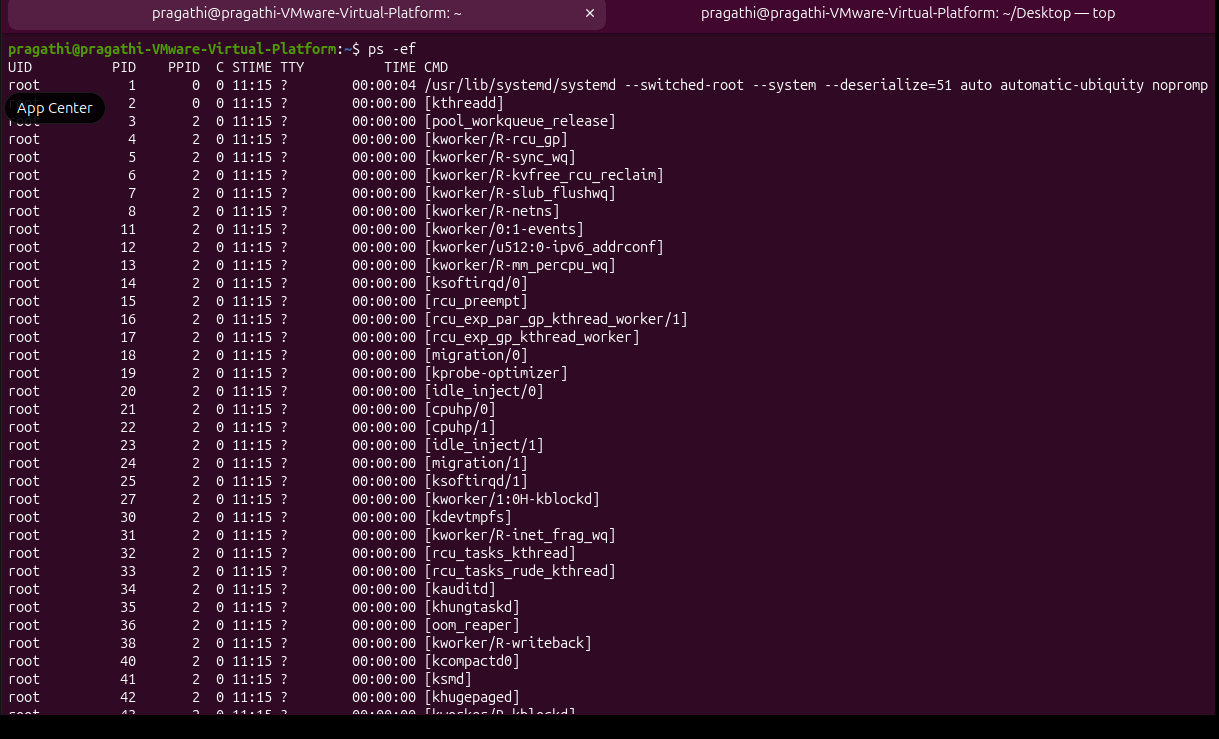 pragathi@pragathi-VMware-Virtual-Platform: ~ × pragathi@pragathi-VMware-Virtual-Platform: ~/Desktop — top
pragathi@pragathi-VMware-Virtual-Platform:~$ ps -ef
UID PID PPID C STIME TTY TIME CMD
root 1 0 0 11:15 ? 00:00:04 /usr/lib/systemd/systemd --switched-root --system --deserialize=51 auto automatic-ubiquity nopromp
2 0 0 11:15 ? 00:00:00 [kthreadd]
App Center
root 3 2 0 11:15 ? 00:00:00 [pool_workqueue_release]
root 4 2 0 11:15 ? 00:00:00 [kworker/R-rcu_gp]
root 5 2 0 11:15 ? 00:00:00 [kworker/R-sync_wq]
root 6 2 0 11:15 ? 00:00:00 [kworker/R-kvfree_rcu_reclaim]
root 7 2 0 11:15 ? 00:00:00 [kworker/R-slub_flushwq]
root 8 2 0 11:15 ? 00:00:00 [kworker/R-netns]
root 11 2 0 11:15 ? 00:00:00 [kworker/0:1-events]
root 12 2 0 11:15 ? 00:00:00 [kworker/u512:0-ipv6_addrconf]
root 13 2 0 11:15 ? 00:00:00 [kworker/R-mm_percpu_wq]
root 14 2 0 11:15 ? 00:00:00 [ksoftirqd/0]
root 15 2 0 11:15 ? 00:00:00 [rcu_preempt]
root 16 2 0 11:15 ? 00:00:00 [rcu_exp_par_gp_kthread_worker/1]
root 17 2 0 11:15 ? 00:00:00 [rcu_exp_gp_kthread_worker]
root 18 2 0 11:15 ? 00:00:00 [migration/0]
root 19 2 0 11:15 ? 00:00:00 [kprobe-optimizer]
root 20 2 0 11:15 ? 00:00:00 [idle_inject/0]
root 21 2 0 11:15 ? 00:00:00 [cpuhp/0]
root 22 2 0 11:15 ? 00:00:00 [cpuhp/1]
root 23 2 0 11:15 ? 00:00:00 [idle_inject/1]
root 24 2 0 11:15 ? 00:00:00 [migration/1]
root 25 2 0 11:15 ? 00:00:00 [ksoftirqd/1]
root 27 2 0 11:15 ? 00:00:00 [kworker/1:0H-kblockd]
root 30 2 0 11:15 ? 00:00:00 [kdevtmpfs]
root 31 2 0 11:15 ? 00:00:00 [kworker/R-inet_frag_wq]
root 32 2 0 11:15 ? 00:00:00 [rcu_tasks_kthread]
root 33 2 0 11:15 ? 00:00:00 [rcu_tasks_rude_kthread]
root 34 2 0 11:15 ? 00:00:00 [kauditd]
root 35 2 0 11:15 ? 00:00:00 [khungtaskd]
root 36 2 0 11:15 ? 00:00:00 [oom_reaper]
root 38 2 0 11:15 ? 00:00:00 [kworker/R-writeback]
root 40 2 0 11:15 ? 00:00:00 [kcompactd0]
root 41 2 0 11:15 ? 00:00:00 [ksmd]
root 42 2 0 11:15 ? 00:00:00 [khugepaged]
root 43 2 0 11:15 ? 00:00:00 [kworker/R-kblockd]